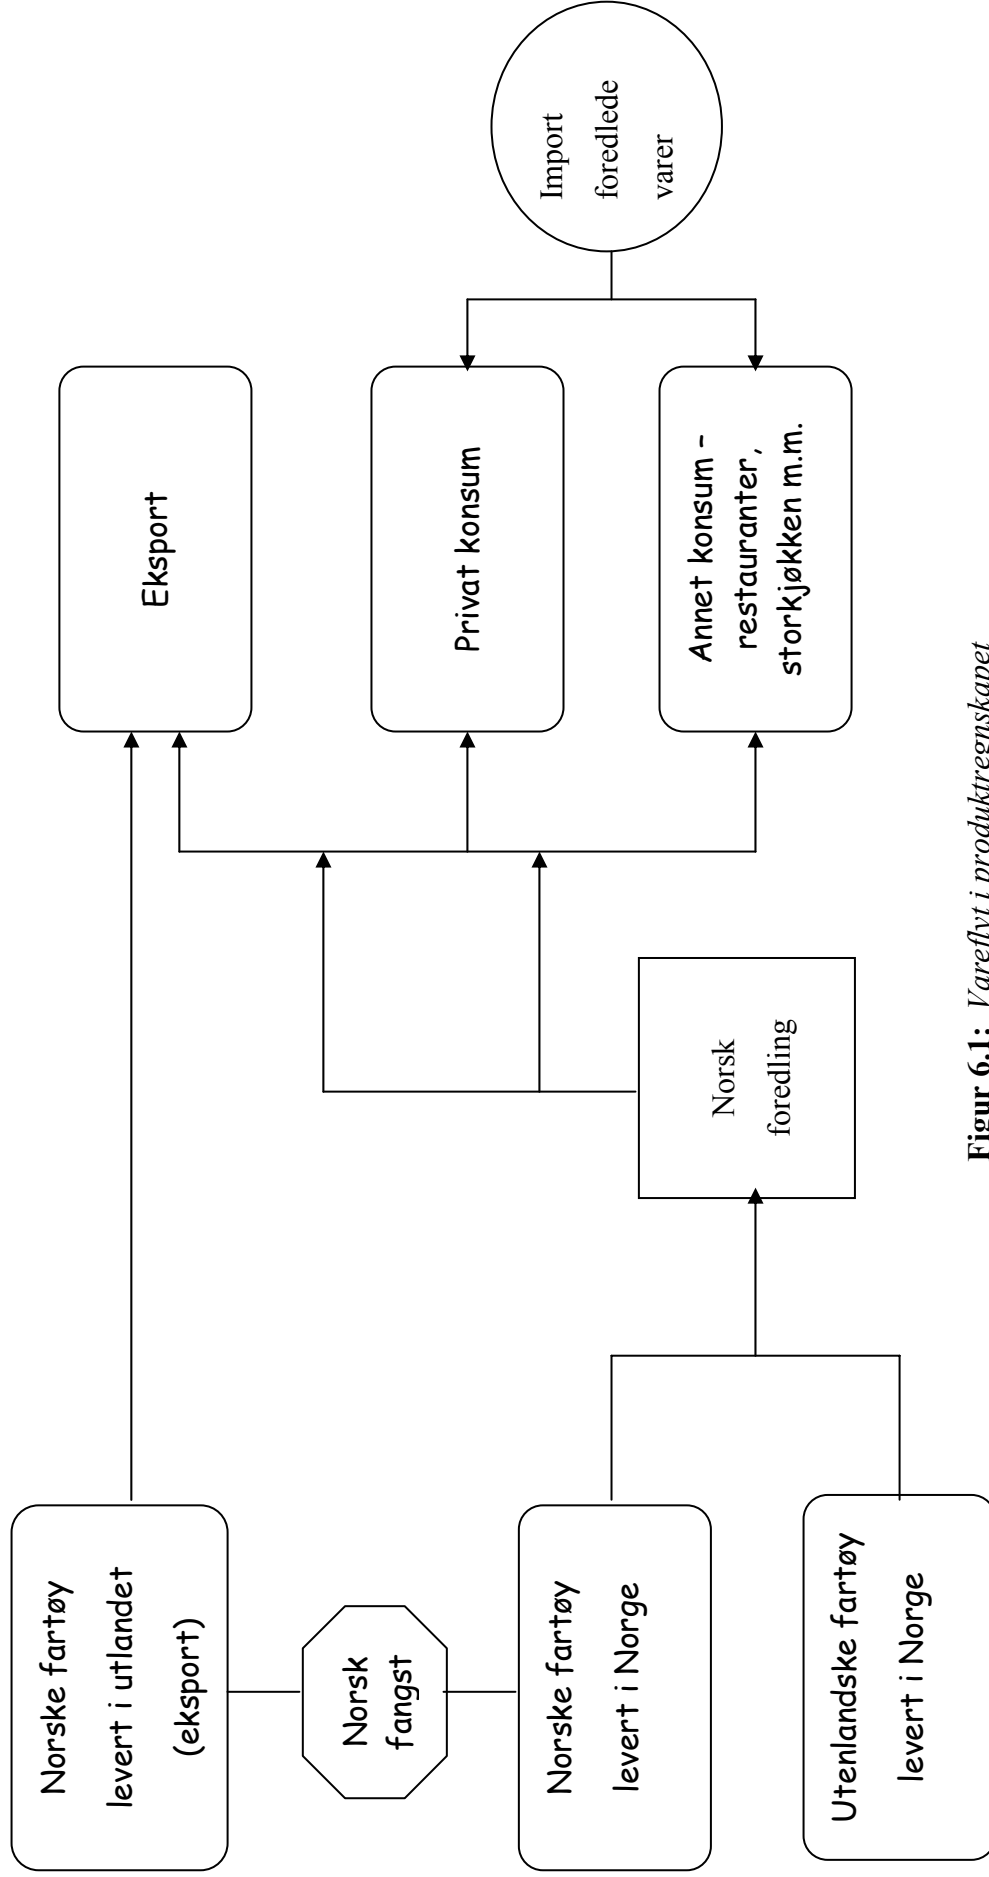 Norske fartøy
levert i utlandet
(eksport)
Norsk
fangst
Norske fartøy
levert i Norge
Utenlandske fartøy
levert i Norge
Norsk
foredling
Eksport
Privat konsum
Annet konsum –
restauranter,
storkjøkken m.m.
Import
foredlede
varer
Figur 6.1: Vareflyt i produktregnskapet